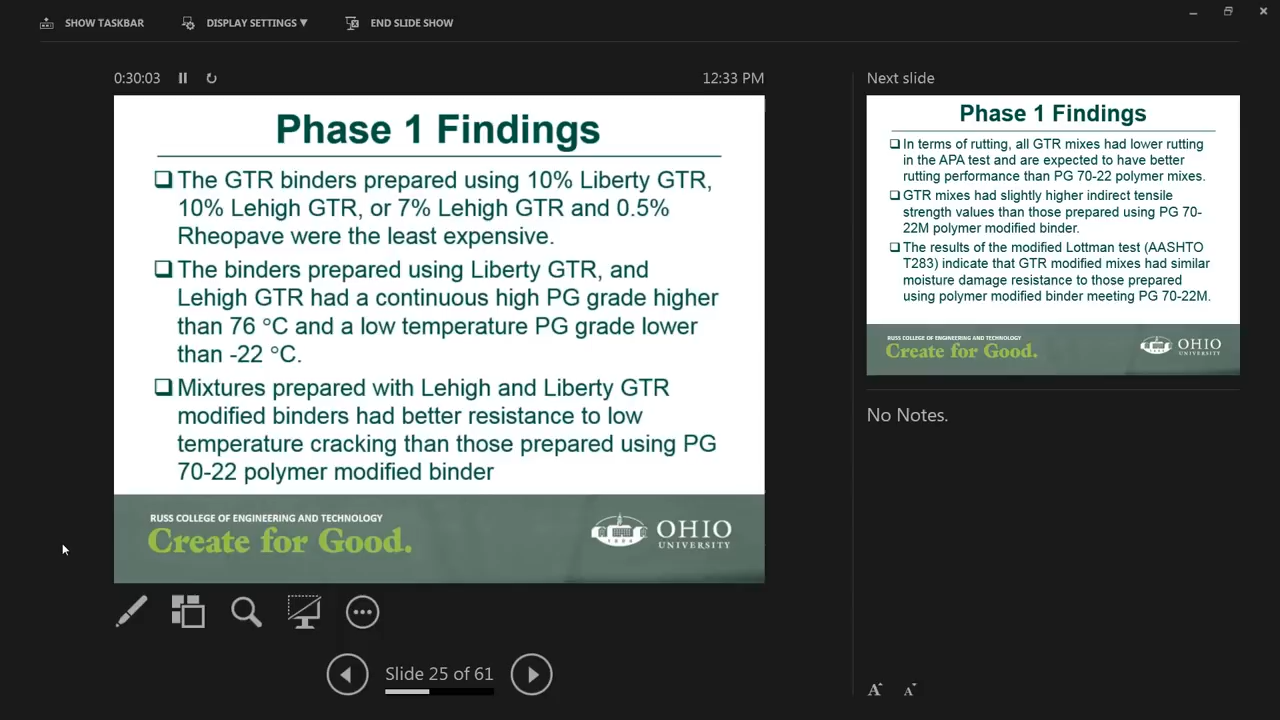 SHOW TASKBAR
DISPLAY SETTINGS ▼
END SLIDE SHOW
0:30:03
12:33 PM
Phase 1 Findings
❑ The GTR binders prepared using 10% Liberty GTR,
10% Lehigh GTR, or 7% Lehigh GTR and 0.5%
Rheopave were the least expensive.
❑ The binders prepared using Liberty GTR, and
Lehigh GTR had a continuous high PG grade higher
than 76 °C and a low temperature PG grade lower
than -22 °C.
❑ Mixtures prepared with Lehigh and Liberty GTR
modified binders had better resistance to low
temperature cracking than those prepared using PG
70-22 polymer modified binder
RUSS COLLEGE OF ENGINEERING AND TECHNOLOGY
Create for Good.
1804
OHIO
UNIVERSITY
Slide 25 of 61
Next slide
Phase 1 Findings
❑ In terms of rutting, all GTR mixes had lower rutting
in the APA test and are expected to have better
rutting performance than PG 70-22 polymer mixes.
❑ GTR mixes had slightly higher indirect tensile
strength values than those prepared using PG 70-
22M polymer modified binder.
❑ The results of the modified Lottman test (AASHTO
T283) indicate that GTR modified mixes had similar
moisture damage resistance to those prepared
using polymer modified binder meeting PG 70-22M.
RUSS COLLEGE OF ENGINEERING AND TECHNOLOGY
Create for Good.
OHIO
UNIVERSITY
No Notes.
A A